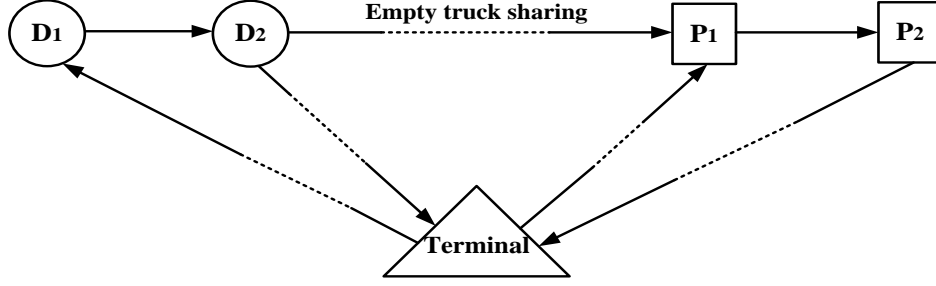 Empty truck sharing
D1
D2
P1
P2
Terminal